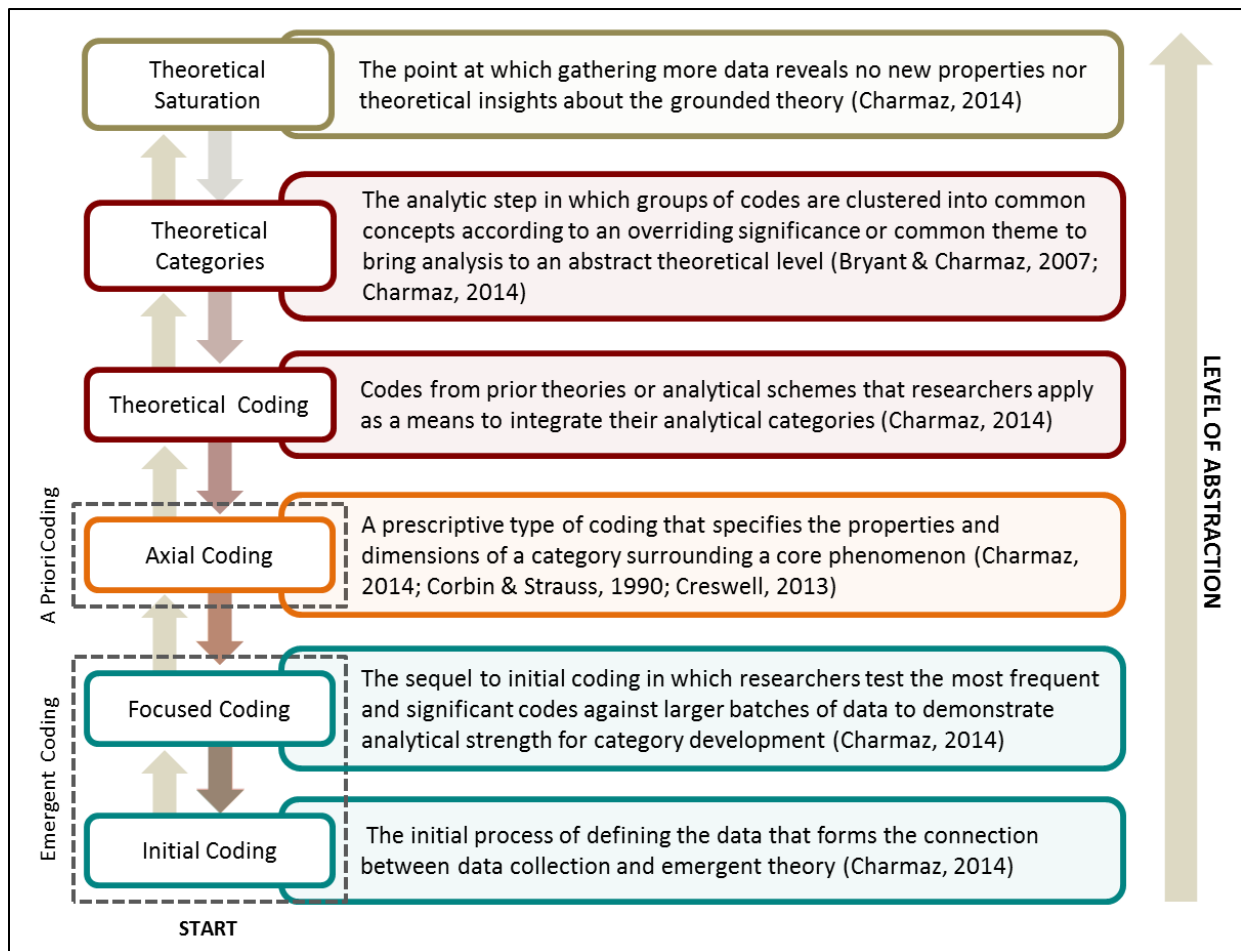 Theoretical
Saturation
The point at which gathering more data reveals no new properties nor
theoretical insights about the grounded theory (Charmaz, 2014)
Theoretical
Categories
The analytic step in which groups of codes are clustered into common
concepts according to an overriding significance or common theme to
bring analysis to an abstract theoretical level (Bryant & Charmaz, 2007;
Charmaz, 2014)
Theoretical Coding
Codes from prior theories or analytical schemes that researchers apply
as a means to integrate their analytical categories (Charmaz, 2014)
A Priori Coding
Axial Coding
A prescriptive type of coding that specifies the properties and
dimensions of a category surrounding a core phenomenon (Charmaz,
2014; Corbin & Strauss, 1990; Creswell, 2013)
Emergent Coding
Focused Coding
The sequel to initial coding in which researchers test the most frequent
and significant codes against larger batches of data to demonstrate
analytical strength for category development (Charmaz, 2014)
Initial Coding
The initial process of defining the data that forms the connection
between data collection and emergent theory (Charmaz, 2014)
START
LEVEL OF ABSTRACTION